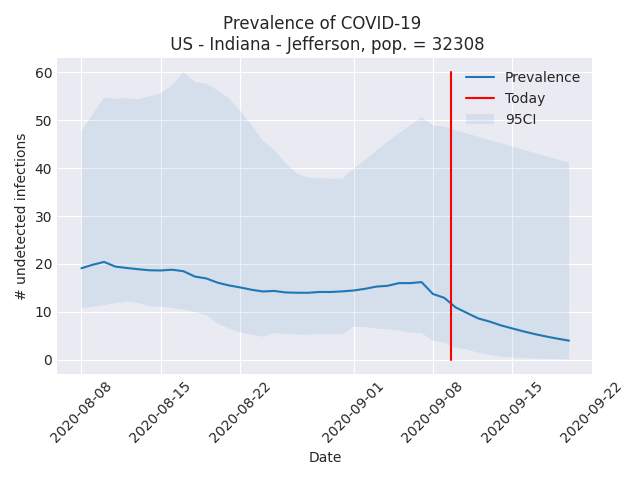 Prevalence of COVID-19
US - Indiana - Jefferson, pop. = 32308
Prevalence
Today
95CI
# undetected infections
60
50
40
30
20
10
0
2020-08-08
2020-08-15
2020-08-22
2020-09-01
2020-09-08
2020-09-15
2020-09-22
Date